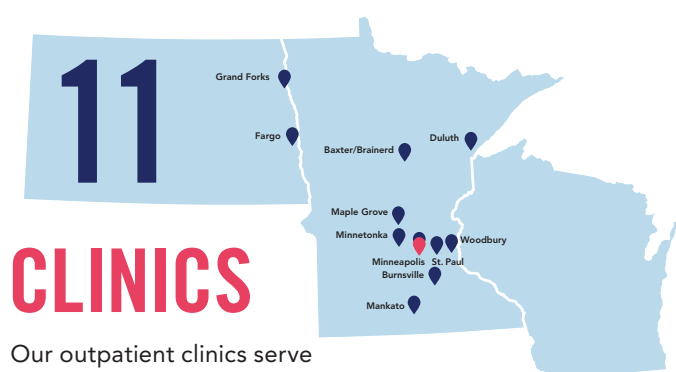 11
Grand Forks
Fargo
Baxter/Brainerd
Duluth
Maple Grove
Minnetonka
Woodbury
Minneapolis
St. Paul
Burnsville
Mankato
CLINICS
Our outpatient clinics serve